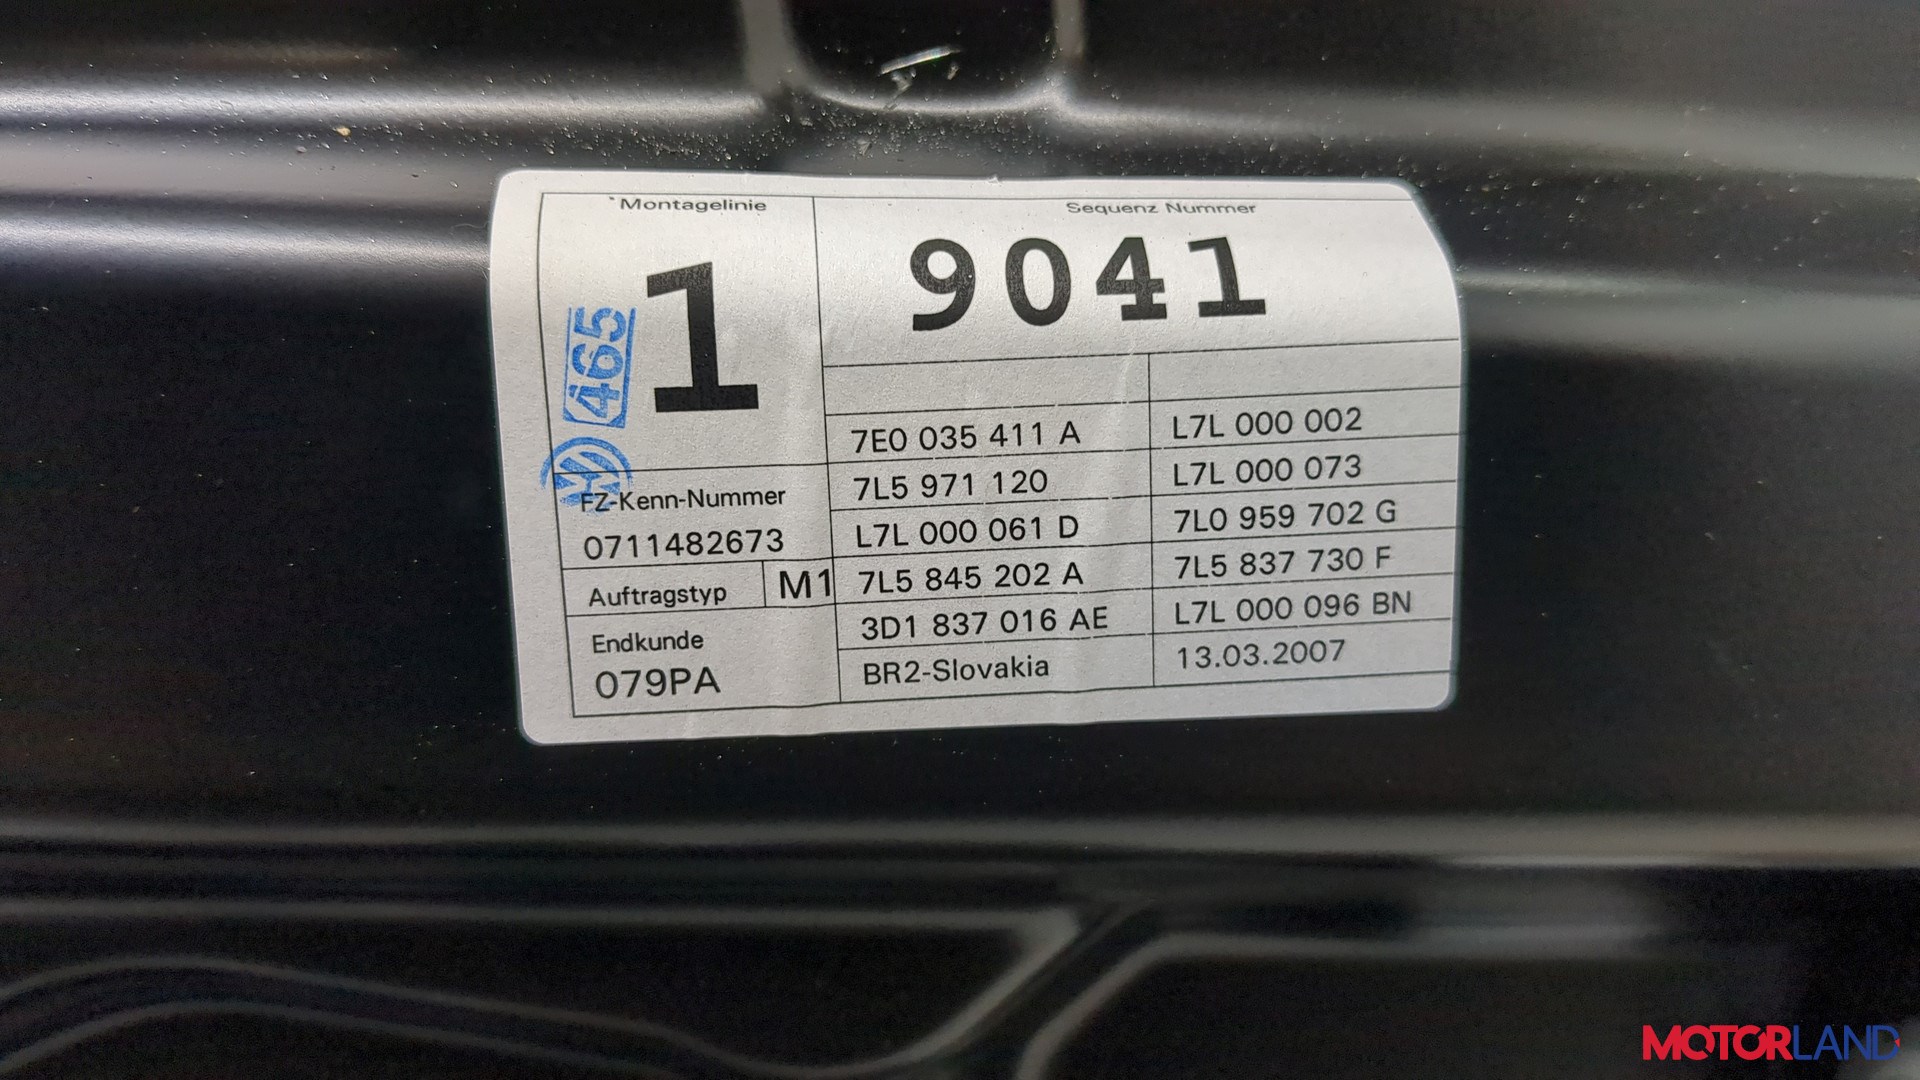 Montagelinie
Sequenz Nummer
1
9041
465
7E0 035 411 A
L7L 000 002
FZ-Kenn-Nummer
7L5 971 120
L7L 000 073
0711482673
L7L 000 061 D
7L0 959 702 G
Auftragstyp
M1
7L5 845 202 A
7L5 837 730 F
Endkunde
3D1 837 016 AE
L7L 000 096 BN
079PA
BR2-Slovakia
13.03.2007
MOTORLAND